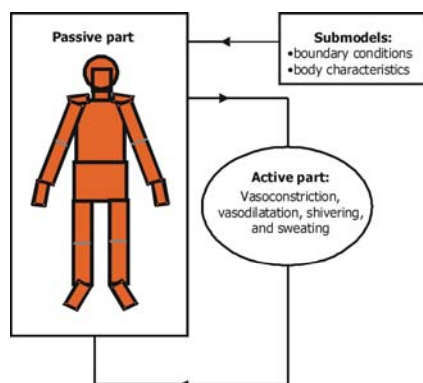 Passive part
Submodels:
•boundary conditions
•body characteristics
Active part:
Vasoconstriction,
vasodilatation, shivering,
and sweating